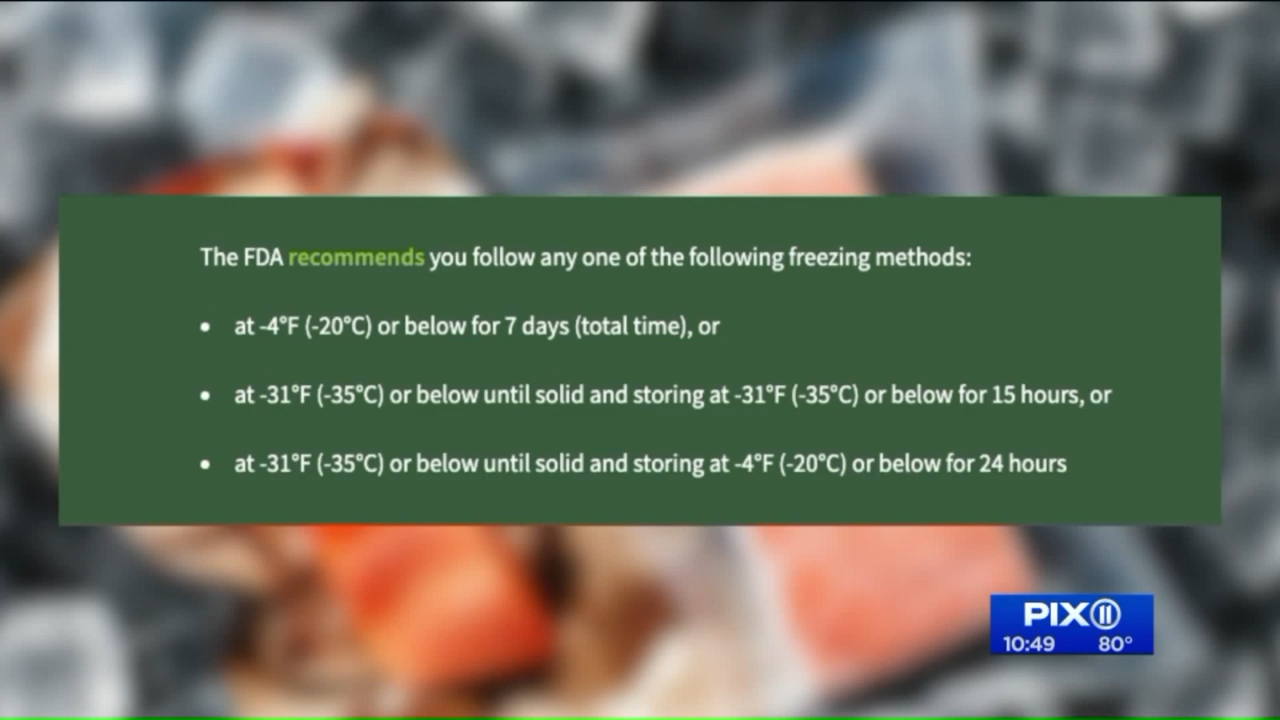 The FDA recommends you follow any one of the following freezing methods:
• at -4°F (-20°C) or below for 7 days (total time), or
• at -31°F (-35°C) or below until solid and storing at -31°F (-35°C) or below for 15 hours, or
• at -31°F (-35°C) or below until solid and storing at -4°F (-20°C) or below for 24 hours
PIX11
10:49 80°